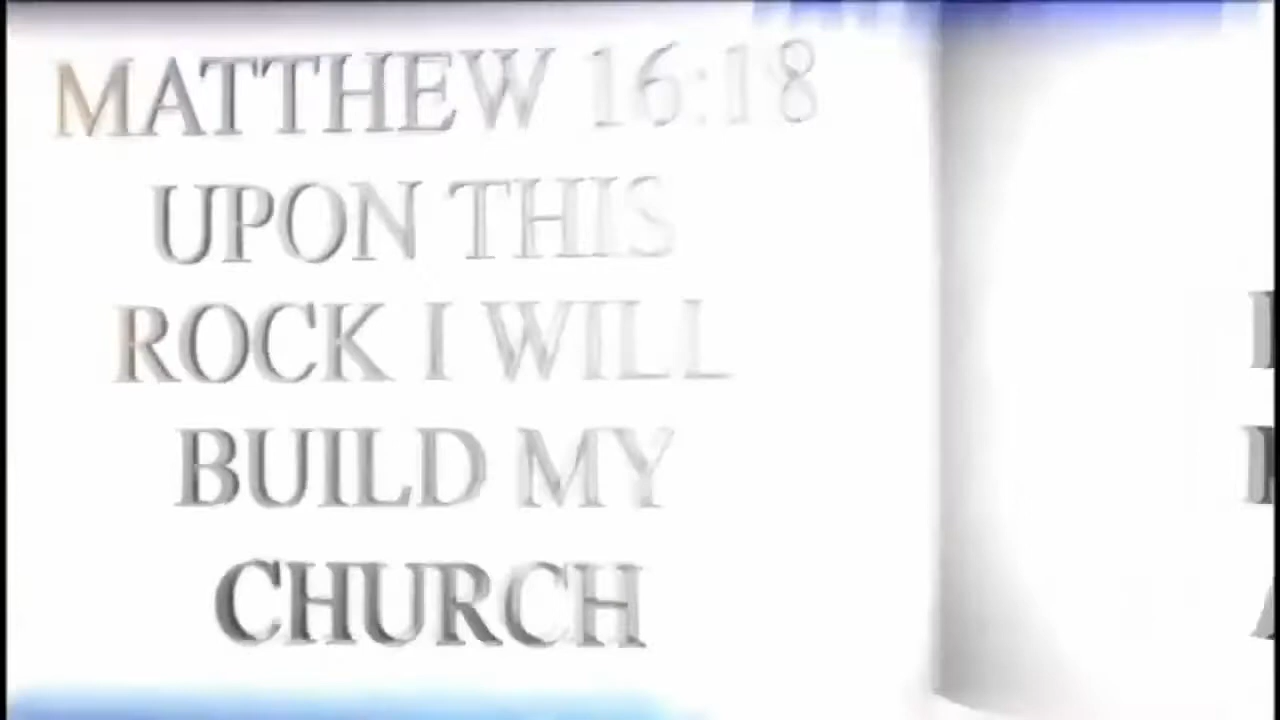 MATTHEW 16:18
UPON THIS
ROCK I WILL
BUILD MY
CHURCH